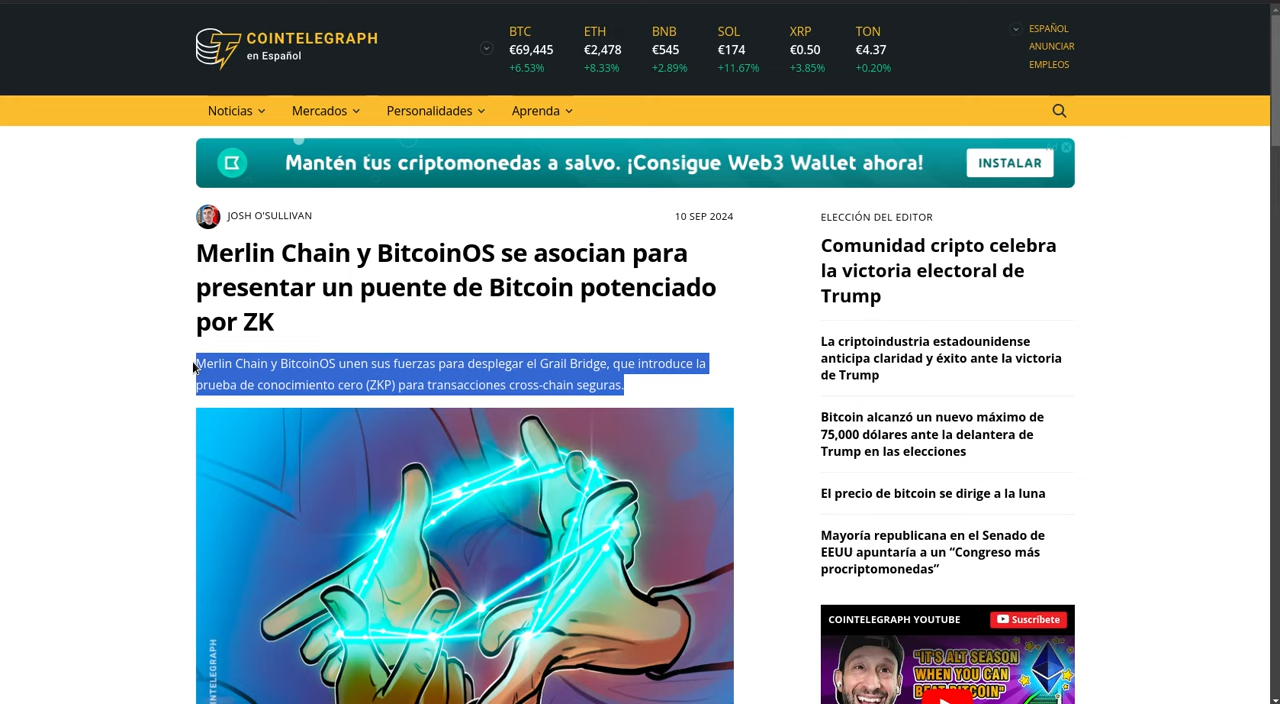 COINTELEGRAPH
en Español
BTC
€69,445
+6.53%
ETH
€2,478
+8.33%
BNB
€545
+2.89%
SOL
€174
+11.67%
XRP
€0.50
+3.85%
TON
€4.37
+0.20%
ESPAÑOL
ANUNCIAR
EMPLEOS
Noticias
Mercados
Personalidades
Aprenda
Mantén tus criptomonedas a salvo. ¡Consigue Web3 Wallet ahora!
INSTALAR
JOSH O'SULLIVAN
10 SEP 2024
Merlin Chain y BitcoinOS se asocian para
presentar un puente de Bitcoin potenciado
por ZK
Merlin Chain y BitcoinOS unen sus fuerzas para desplegar el Grail Bridge, que introduce la
prueba de conocimiento cero (ZKP) para transacciones cross-chain seguras.
ELECCIÓN DEL EDITOR
Comunidad cripto celebra
la victoria electoral de
Trump
La criptoindustria estadounidense
anticipa claridad y éxito ante la victoria
de Trump
Bitcoin alcanzó un nuevo máximo de
75,000 dólares ante la delantera de
Trump en las elecciones
El precio de bitcoin se dirige a la luna
Mayoría republicana en el Senado de
EEUU apuntaría a un “Congreso más
procriptomonedas”
COINTELEGRAPH YOUTUBE
Suscríbete
"IT'S ALT SEASON
WHEN YOU CAN
BEAT BITCOIN"